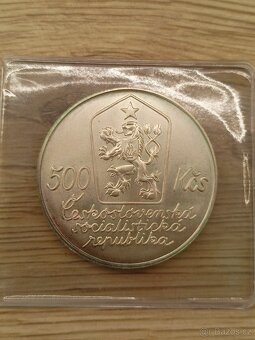 500 Kčs
Československá
socialistická
republika